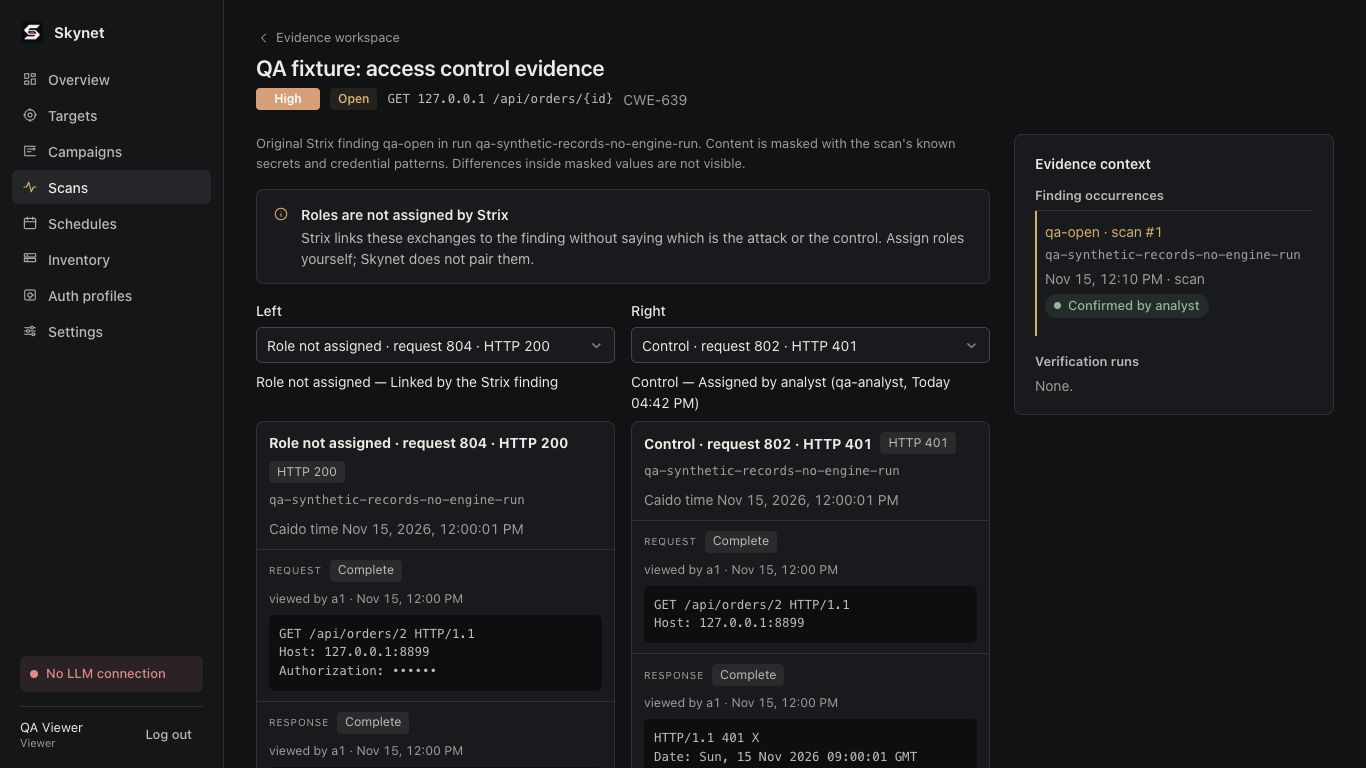 Skynet
Overview
Targets
Campaigns
Scans
Schedules
Inventory
Auth profiles
Settings
No LLM connection
QA Viewer
Viewer
Log out
Evidence workspace
QA fixture: access control evidence
High Open GET 127.0.0.1 /api/orders/{id} CWE-639
Original Strix finding qa-open in run qa-synthetic-records-no-engine-run. Content is masked with the scan's known
secrets and credential patterns. Differences inside masked values are not visible.
Roles are not assigned by Strix
Strix links these exchanges to the finding without saying which is the attack or the control. Assign roles
yourself; Skynet does not pair them.
Left
Role not assigned · request 804 · HTTP 200
Role not assigned — Linked by the Strix finding
Role not assigned · request 804 · HTTP 200
HTTP 200
qa-synthetic-records-no-engine-run
Caido time Nov 15, 2026, 12:00:01 PM
REQUEST Complete
viewed by a1 · Nov 15, 12:00 PM
GET /api/orders/2 HTTP/1.1
Host: 127.0.0.1:8899
Authorization: ••••••
RESPONSE Complete
viewed by a1 · Nov 15, 12:00 PM
Right
Control · request 802 · HTTP 401
Control — Assigned by analyst (qa-analyst, Today
04:42 PM)
Control · request 802 · HTTP 401 HTTP 401
qa-synthetic-records-no-engine-run
Caido time Nov 15, 2026, 12:00:01 PM
REQUEST Complete
viewed by a1 · Nov 15, 12:00 PM
GET /api/orders/2 HTTP/1.1
Host: 127.0.0.1:8899
RESPONSE Complete
viewed by a1 · Nov 15, 12:00 PM
HTTP/1.1 401 X
Date: Sun, 15 Nov 2026 09:00:01 GMT
Evidence context
Finding occurrences
qa-open · scan #1
qa-synthetic-records-no-engine-run
Nov 15, 12:10 PM · scan
Confirmed by analyst
Verification runs
None.